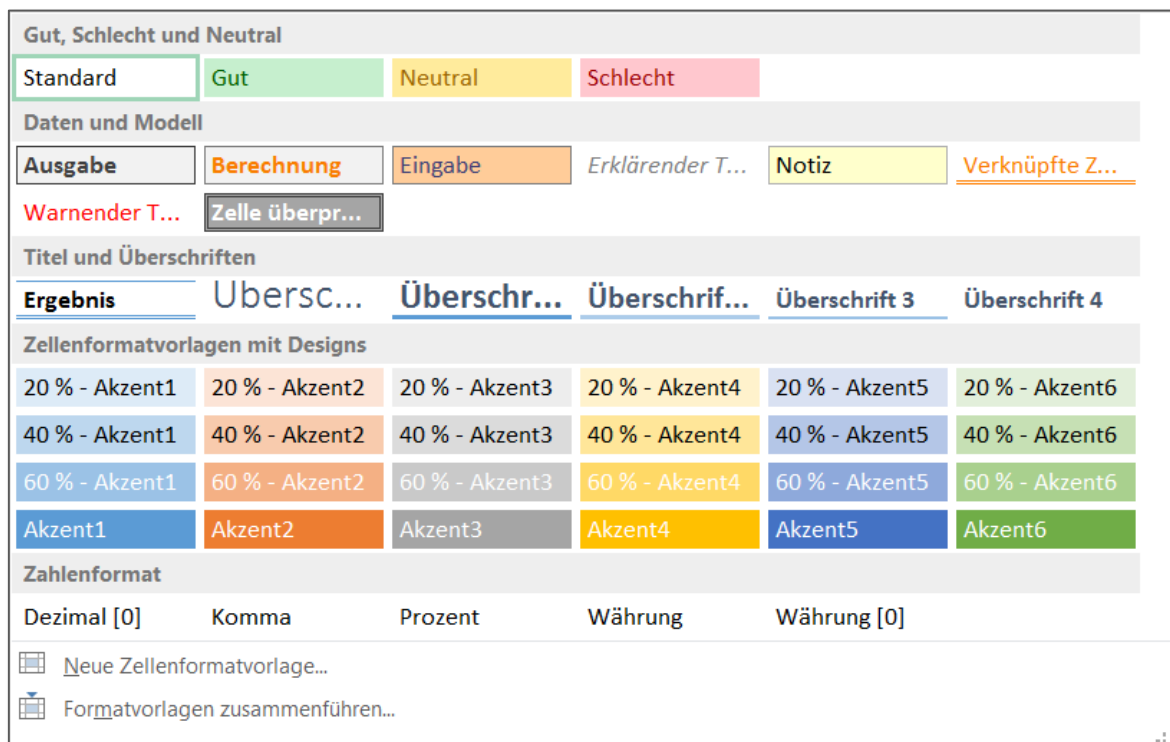 Gut, Schlecht und Neutral
Standard Gut Neutral Schlecht
Daten und Modell
Ausgabe Berechnung Eingabe Erklärender T... Notiz Verknüpfte Z...
Warnender T... Zelle überpr...
Titel und Überschriften
Ergebnis Übersc... Überschr... Überschrif... Überschrift 3 Überschrift 4
Zellenformatvorlagen mit Designs
20 % - Akzent1 20 % - Akzent2 20 % - Akzent3 20 % - Akzent4 20 % - Akzent5 20 % - Akzent6
40 % - Akzent1 40 % - Akzent2 40 % - Akzent3 40 % - Akzent4 40 % - Akzent5 40 % - Akzent6
60 % - Akzent1 60 % - Akzent2 60 % - Akzent3 60 % - Akzent4 60 % - Akzent5 60 % - Akzent6
Akzent1 Akzent2 Akzent3 Akzent4 Akzent5 Akzent6
Zahlenformat
Dezimal [0] Komma Prozent Währung Währung [0]
Neue Zellenformatvorlage...
Formatvorlagen zusammenführen...